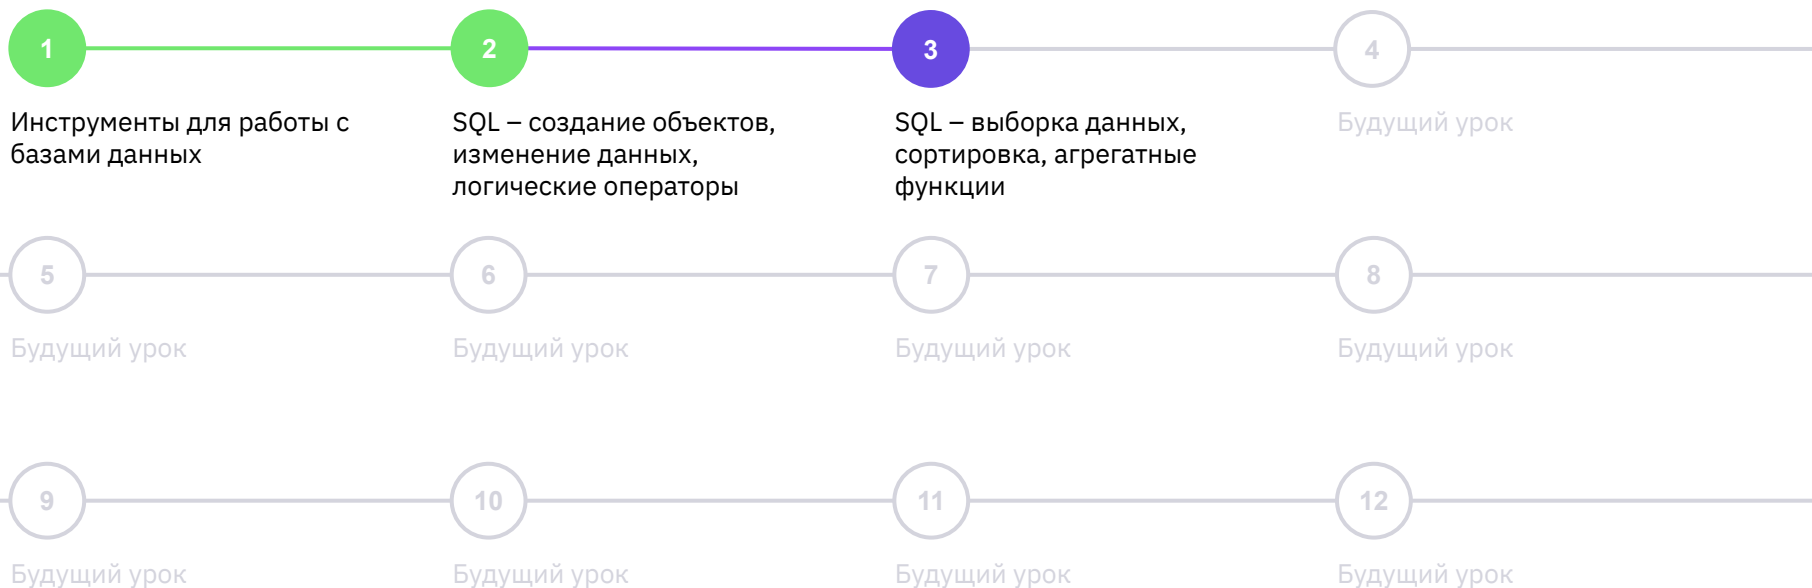 1
2
3
4
Инструменты для работы с
базами данных
SQL – создание объектов,
изменение данных,
логические операторы
SQL – выборка данных,
сортировка, агрегатные
функции
Будущий урок
5
6
7
8
Будущий урок
Будущий урок
Будущий урок
Будущий урок
9
10
11
12
Будущий урок
Будущий урок
Будущий урок
Будущий урок